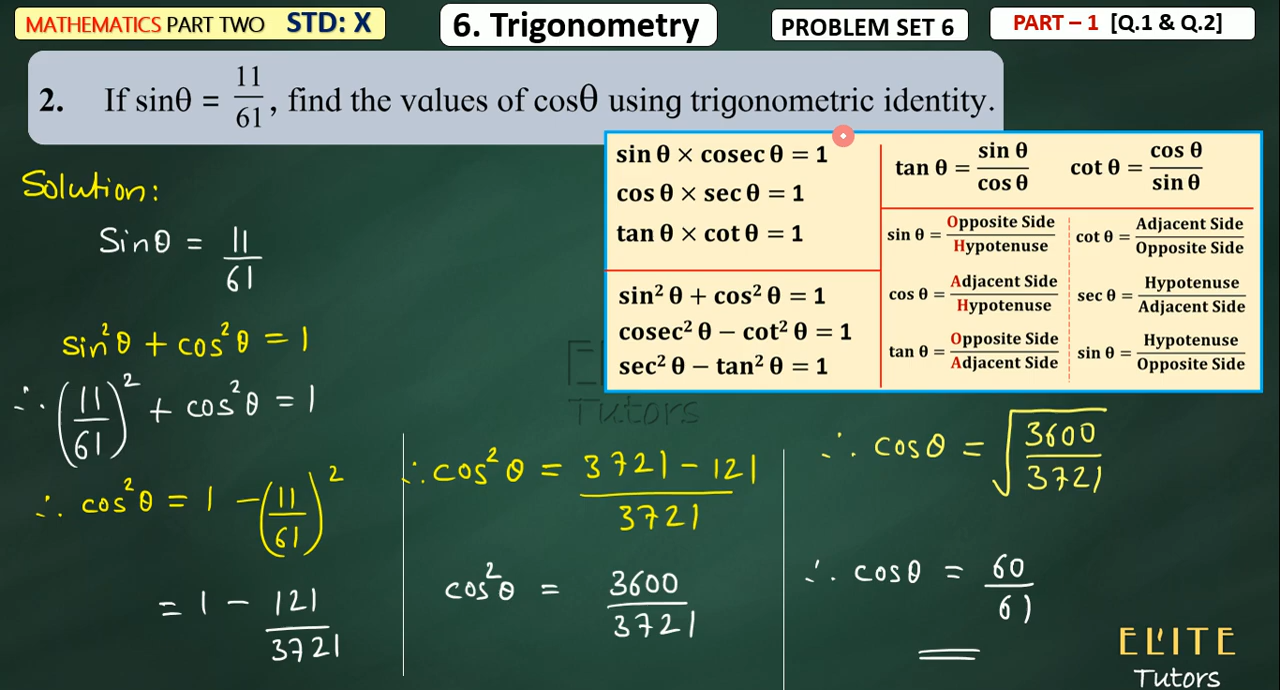 MATHEMATICS PART TWO STD: X
6. Trigonometry
PROBLEM SET 6
PART – 1 [Q.1 & Q.2]
2. If sinθ = 11/61, find the values of cosθ using trigonometric identity.
sin θ × cosec θ = 1
cos θ × sec θ = 1
tan θ × cot θ = 1
sin² θ + cos² θ = 1
cosec² θ − cot² θ = 1
sec² θ − tan² θ = 1
tan θ = sin θ/cos θ
cot θ = cos θ/sin θ
sin θ = Opposite Side/Hypotenuse
cos θ = Adjacent Side/Hypotenuse
tan θ = Opposite Side/Adjacent Side
cot θ = Adjacent Side/Opposite Side
sec θ = Hypotenuse/Adjacent Side
sin θ = Hypotenuse/Opposite Side
Solution:
Sinθ = 11/61
sin²θ + cos²θ = 1
∴ (11/61)² + cos²θ = 1
∴ cos²θ = 1 − (11/61)²
= 1 − 121/3721
∴ cos²θ = 3721 − 121/3721
cos²θ = 3600/3721
∴ cosθ = √3600/3721
∴ cosθ = 60/61
EL
Tutors
ELITE
Tutors